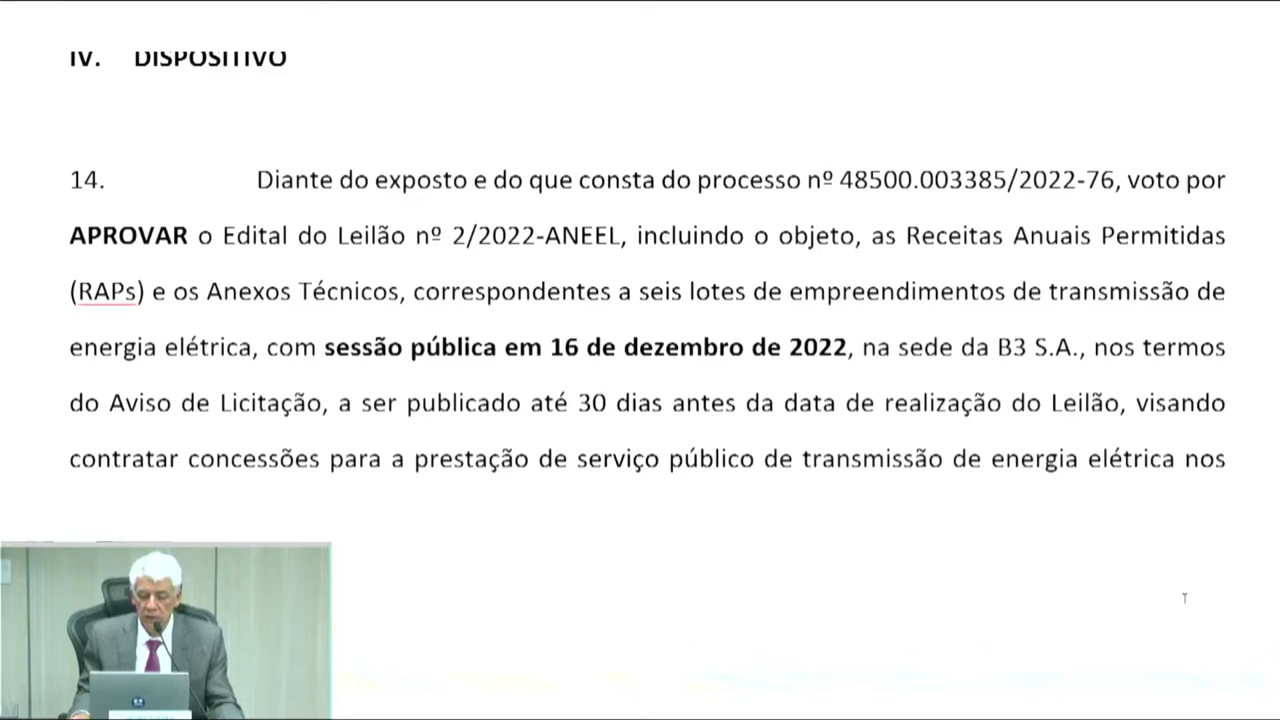 IV. DISPOSITIVO
14. Diante do exposto e do que consta do processo nº 48500.003385/2022-76, voto por
APROVAR o Edital do Leilão nº 2/2022-ANEEL, incluindo o objeto, as Receitas Anuais Permitidas
(RAPs) e os Anexos Técnicos, correspondentes a seis lotes de empreendimentos de transmissão de
energia elétrica, com sessão pública em 16 de dezembro de 2022, na sede da B3 S.A., nos termos
do Aviso de Licitação, a ser publicado até 30 dias antes da data de realização do Leilão, visando
contratar concessões para a prestação de serviço público de transmissão de energia elétrica nos